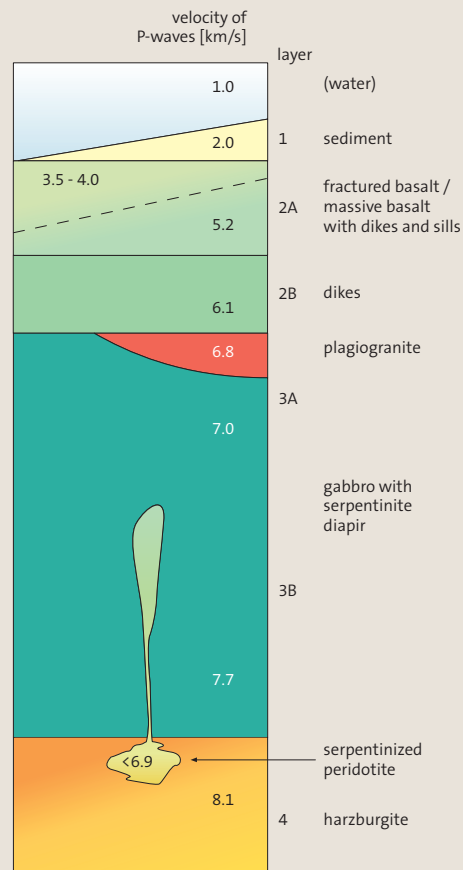 velocity of
P-waves [km/s]
layer
1.0
(water)
2.0
1
sediment
3.5 - 4.0
5.2
2A
fractured basalt /
massive basalt
with dikes and sills
6.1
2B
dikes
6.8
plagiogranite
3A
7.0
gabbro with
serpentinite
diapir
3B
7.7
<6.9
serpentinized
peridotite
8.1
4
harzburgite